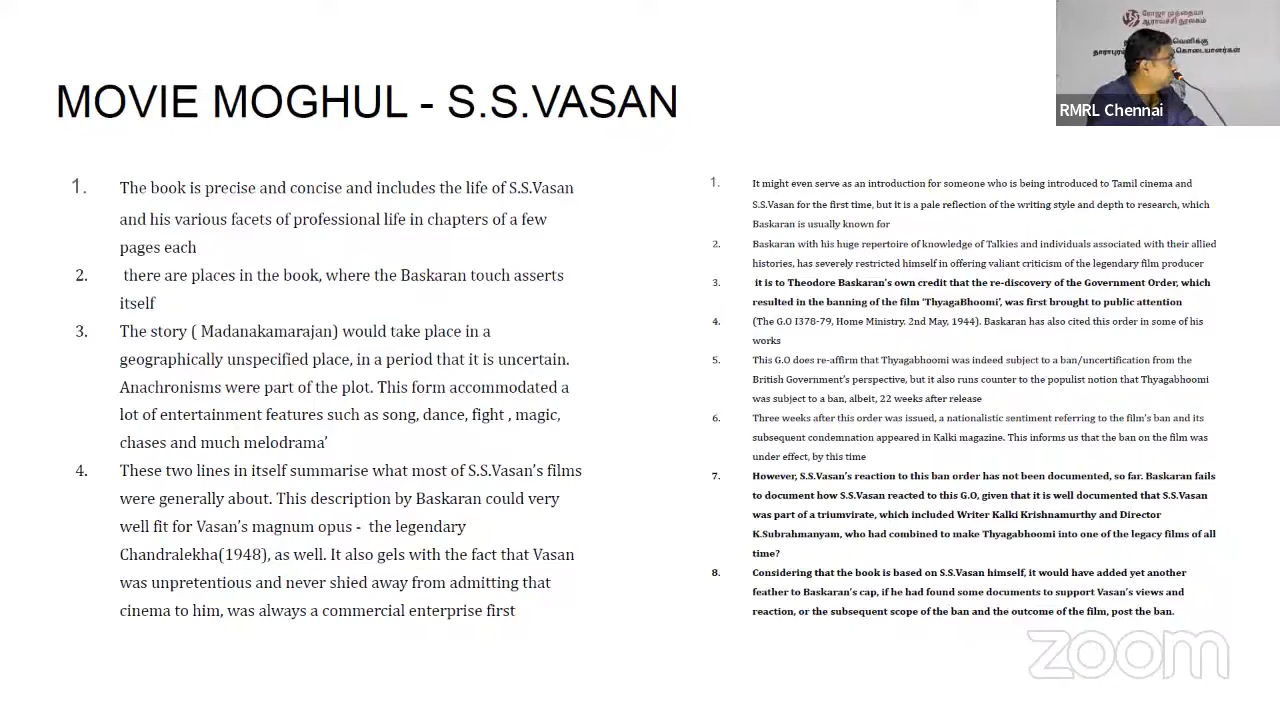 MOVIE MOGHUL - S.S.VASAN
1. The book is precise and concise and includes the life of S.S.Vasan
and his various facets of professional life in chapters of a few
pages each
2. there are places in the book, where the Baskaran touch asserts
itself
3. The story ( Madanakamarajan) would take place in a
geographically unspecified place, in a period that it is uncertain.
Anachronisms were part of the plot. This form accommodated a
lot of entertainment features such as song, dance, fight , magic,
chases and much melodrama’
4. These two lines in itself summarise what most of S.S.Vasan’s films
were generally about. This description by Baskaran could very
well fit for Vasan’s magnum opus - the legendary
Chandralekha(1948), as well. It also gels with the fact that Vasan
was unpretentious and never shied away from admitting that
cinema to him, was always a commercial enterprise first
1. It might even serve as an introduction for someone who is being introduced to Tamil cinema and
S.S.Vasan for the first time, but it is a pale reflection of the writing style and depth to research, which
Baskaran is usually known for
2. Baskaran with his huge repertoire of knowledge of Talkies and individuals associated with their allied
histories, has severely restricted himself in offering valiant criticism of the legendary film producer
3. it is to Theodore Baskaran’s own credit that the re-discovery of the Government Order, which
resulted in the banning of the film ‘ThyagaBhoomi’, was first brought to public attention
4. (The G.O I378-79, Home Ministry. 2nd May, 1944). Baskaran has also cited this order in some of his
works
5. This G.O does re-affirm that Thyagabhoomi was indeed subject to a ban/uncertification from the
British Government’s perspective, but it also runs counter to the populist notion that Thyagabhoomi
was subject to a ban, albeit, 22 weeks after release
6. Three weeks after this order was issued, a nationalistic sentiment referring to the film’s ban and its
subsequent condemnation appeared in Kalki magazine. This informs us that the ban on the film was
under effect, by this time
7. However, S.S.Vasan’s reaction to this ban order has not been documented, so far. Baskaran fails
to document how S.S.Vasan reacted to this G.O, given that it is well documented that S.S.Vasan
was part of a triumvirate, which included Writer Kalki Krishnamurthy and Director
K.Subrahmanyam, who had combined to make Thyagabhoomi into one of the legacy films of all
time?
8. Considering that the book is based on S.S.Vasan himself, it would have added yet another
feather to Baskaran’s cap, if he had found some documents to support Vasan’s views and
reaction, or the subsequent scope of the ban and the outcome of the film, post the ban.
ரோஜா முத்தையா
ஆராய்ச்சி நூலகம்
RMRL Chennai
zoom